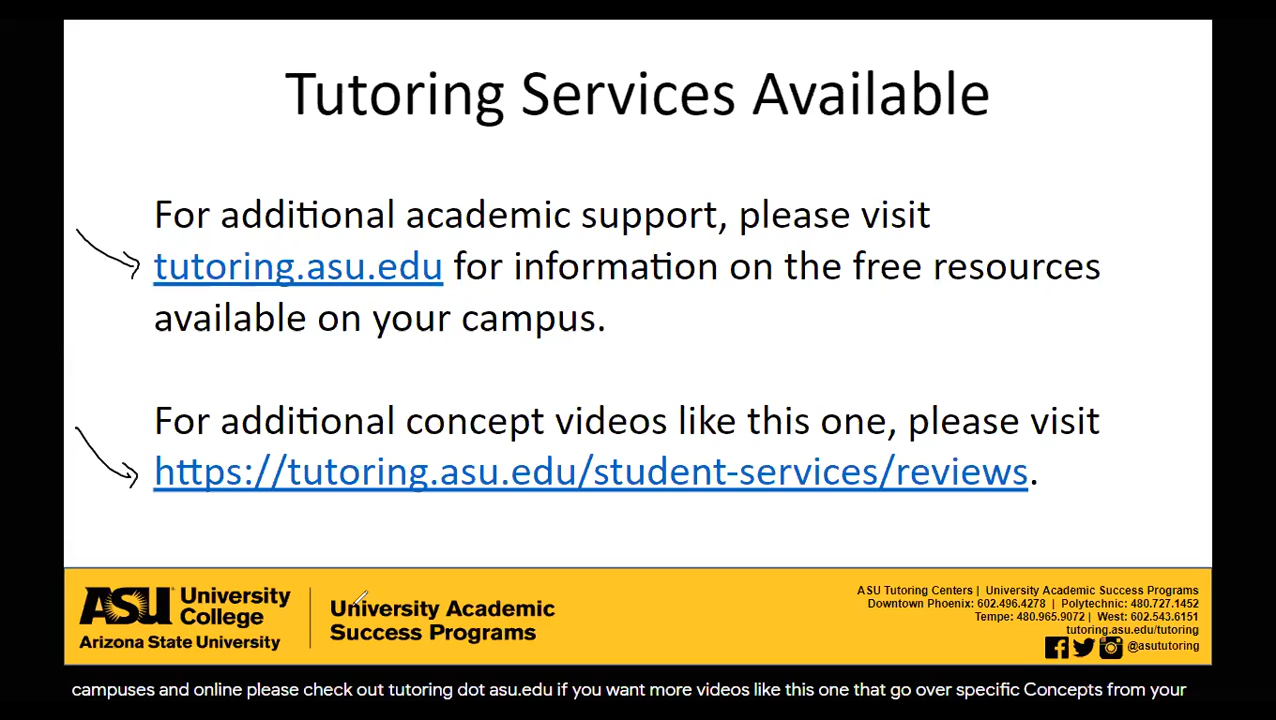 Tutoring Services Available
For additional academic support, please visit
tutoring.asu.edu for information on the free resources
available on your campus.
For additional concept videos like this one, please visit
https://tutoring.asu.edu/student-services/reviews.
ASU University
College
Arizona State University
University Academic
Success Programs
ASU Tutoring Centers | University Academic Success Programs
Downtown Phoenix: 602.496.4278 | Polytechnic: 480.727.1452
Tempe: 480.965.9072 | West: 602.543.6151
tutoring.asu.edu/tutoring
@asututoring
campuses and online please check out tutoring dot asu.edu if you want more videos like this one that go over specific Concepts from your